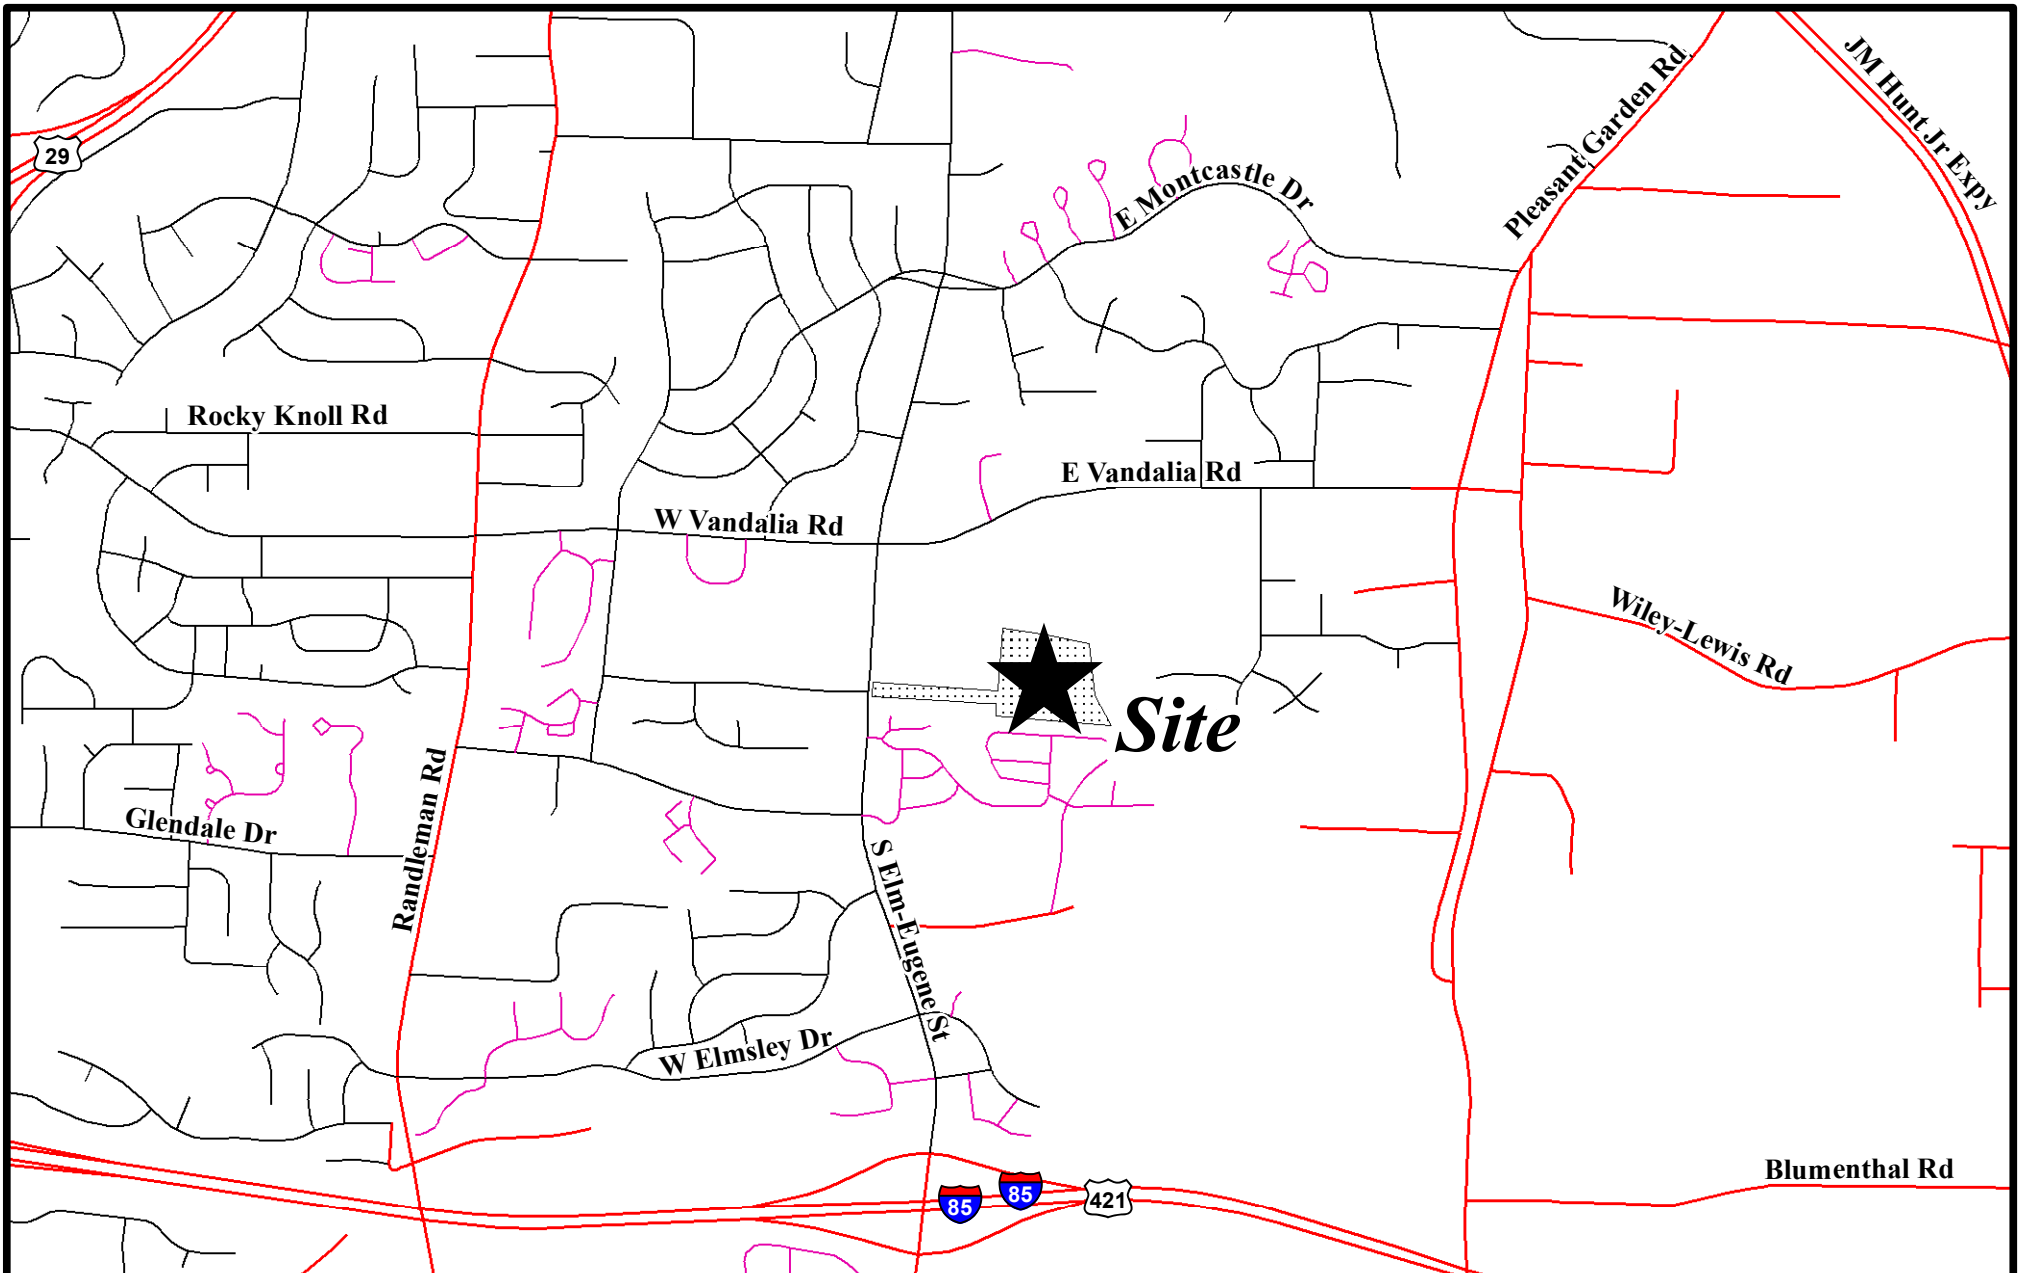 JM Hunt Jr Expy
Pleasant Garden Rd
29
E Montcastle Dr
Rocky Knoll Rd
E Vandalia Rd
W Vandalia Rd
Wiley-Lewis Rd
Site
Randleman Rd
Glendale Dr
S Elm-Eugene St
W Elmsley Dr
Blumenthal Rd
85
85
421